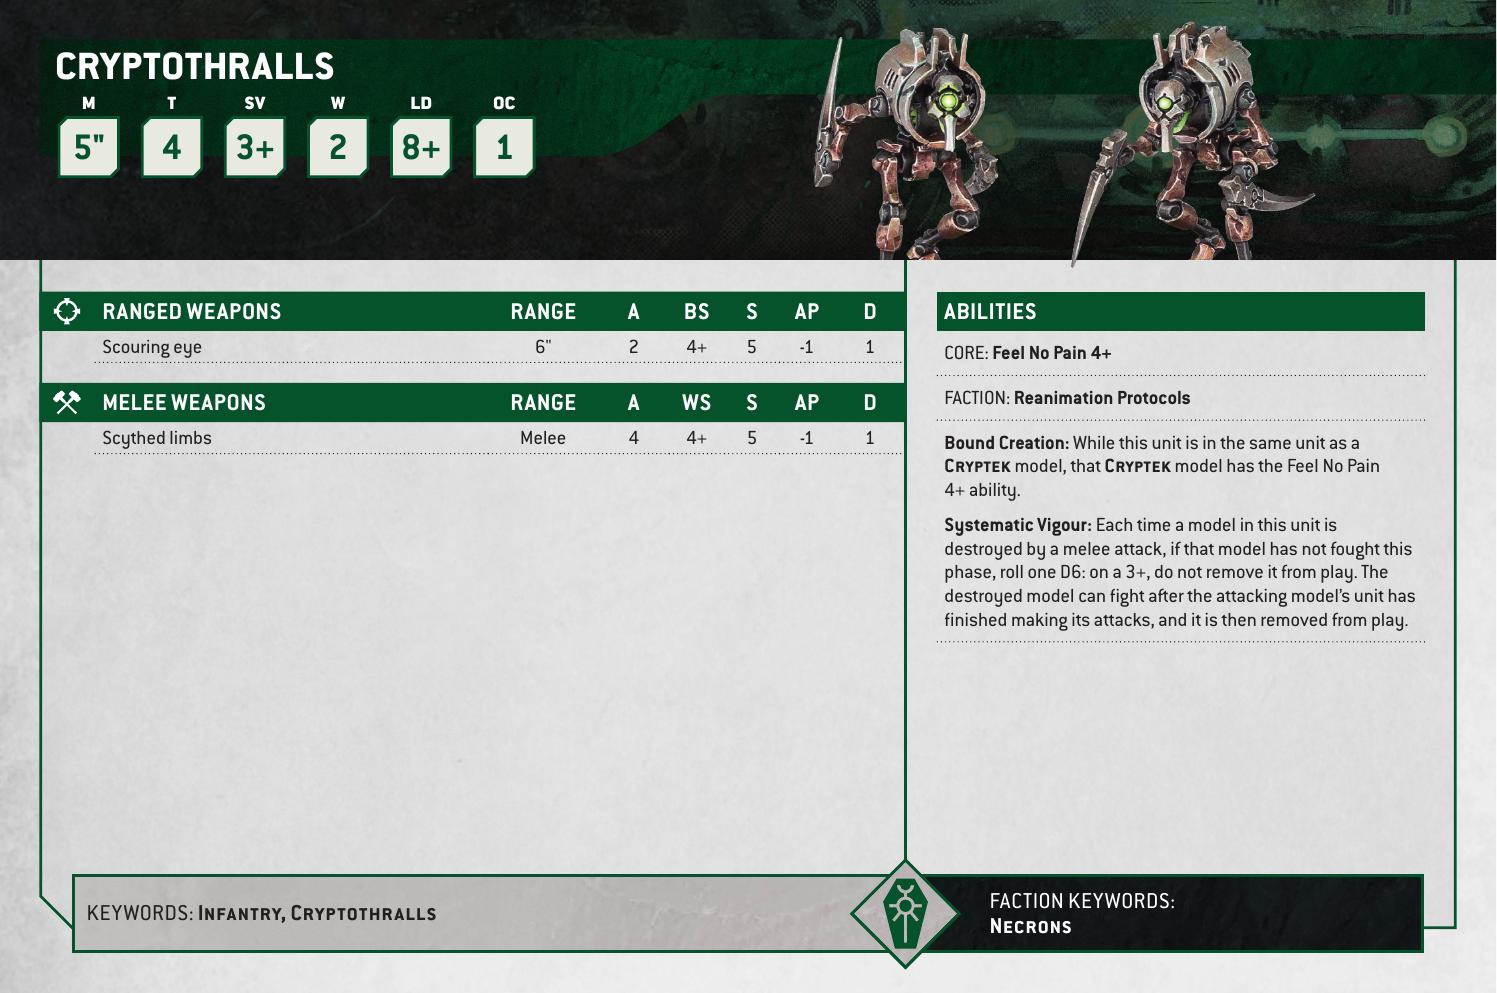 CRYPTOTHRALLS
M T SV W LD OC
5" 4 3+ 2 8+ 1
RANGED WEAPONS RANGE A BS S AP D
Scouring eye 6" 2 4+ 5 -1 1
MELEE WEAPONS RANGE A WS S AP D
Scythed limbs Melee 4 4+ 5 -1 1
ABILITIES
CORE: Feel No Pain 4+
FACTION: Reanimation Protocols
Bound Creation: While this unit is in the same unit as a
CRYPTEK model, that CRYPTEK model has the Feel No Pain
4+ ability.
Systematic Vigour: Each time a model in this unit is
destroyed by a melee attack, if that model has not fought this
phase, roll one D6: on a 3+, do not remove it from play. The
destroyed model can fight after the attacking model's unit has
finished making its attacks, and it is then removed from play.
KEYWORDS: INFANTRY, CRYPTOTHRALLS
FACTION KEYWORDS:
NECRONS